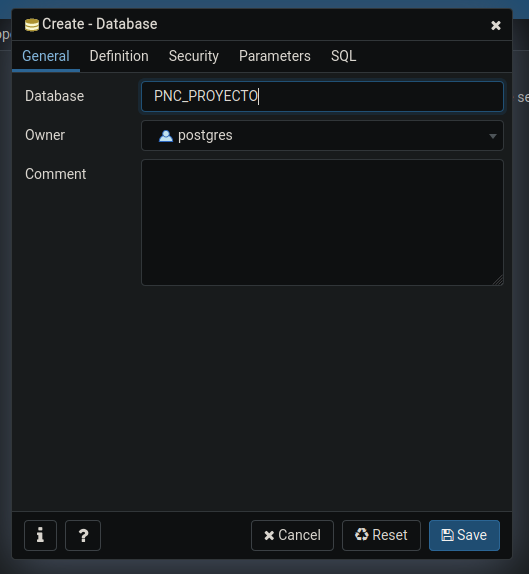 Create - Database
General Definition Security Parameters SQL
Database PNC_PROYECTO
Owner postgres
Comment
Cancel Reset Save